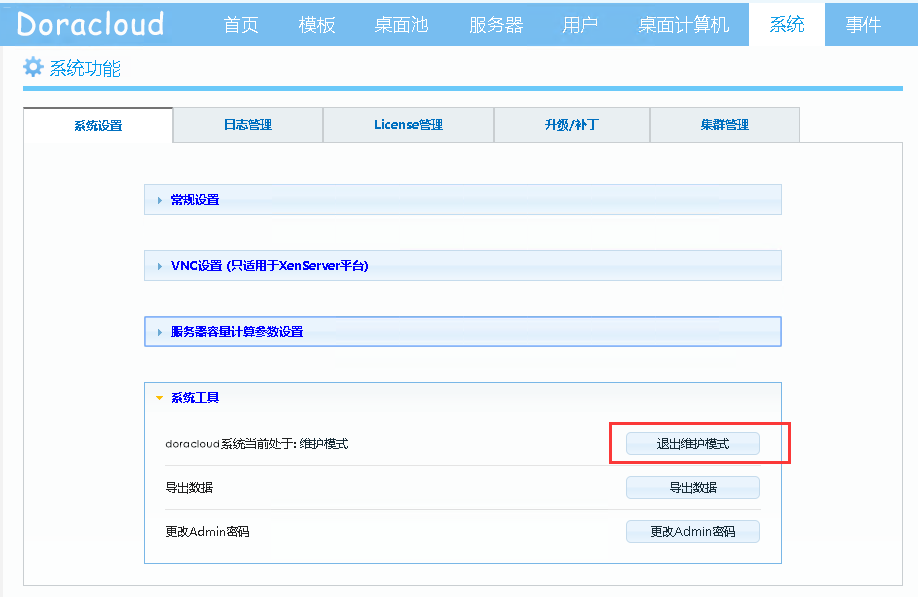 Doracloud 首页 模板 桌面池 服务器 用户 桌面计算机 系统 事件
系统功能
系统设置 日志管理 License管理 升级/补丁 集群管理
常规设置
VNC设置 (只适用于XenServer平台)
服务器容量计算参数设置
系统工具
doracloud系统当前处于: 维护模式 退出维护模式
导出数据 导出数据
更改Admin密码 更改Admin密码